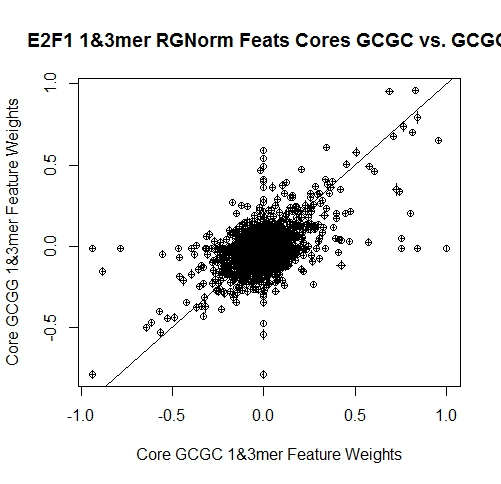 E2F1 1&3mer RGNorm Feats Cores GCGC vs. GCGG
Core GCGG 1&3mer Feature Weights
1.0
0.5
0.0
-0.5
-1.0 -0.5 0.0 0.5 1.0
Core GCGC 1&3mer Feature Weights